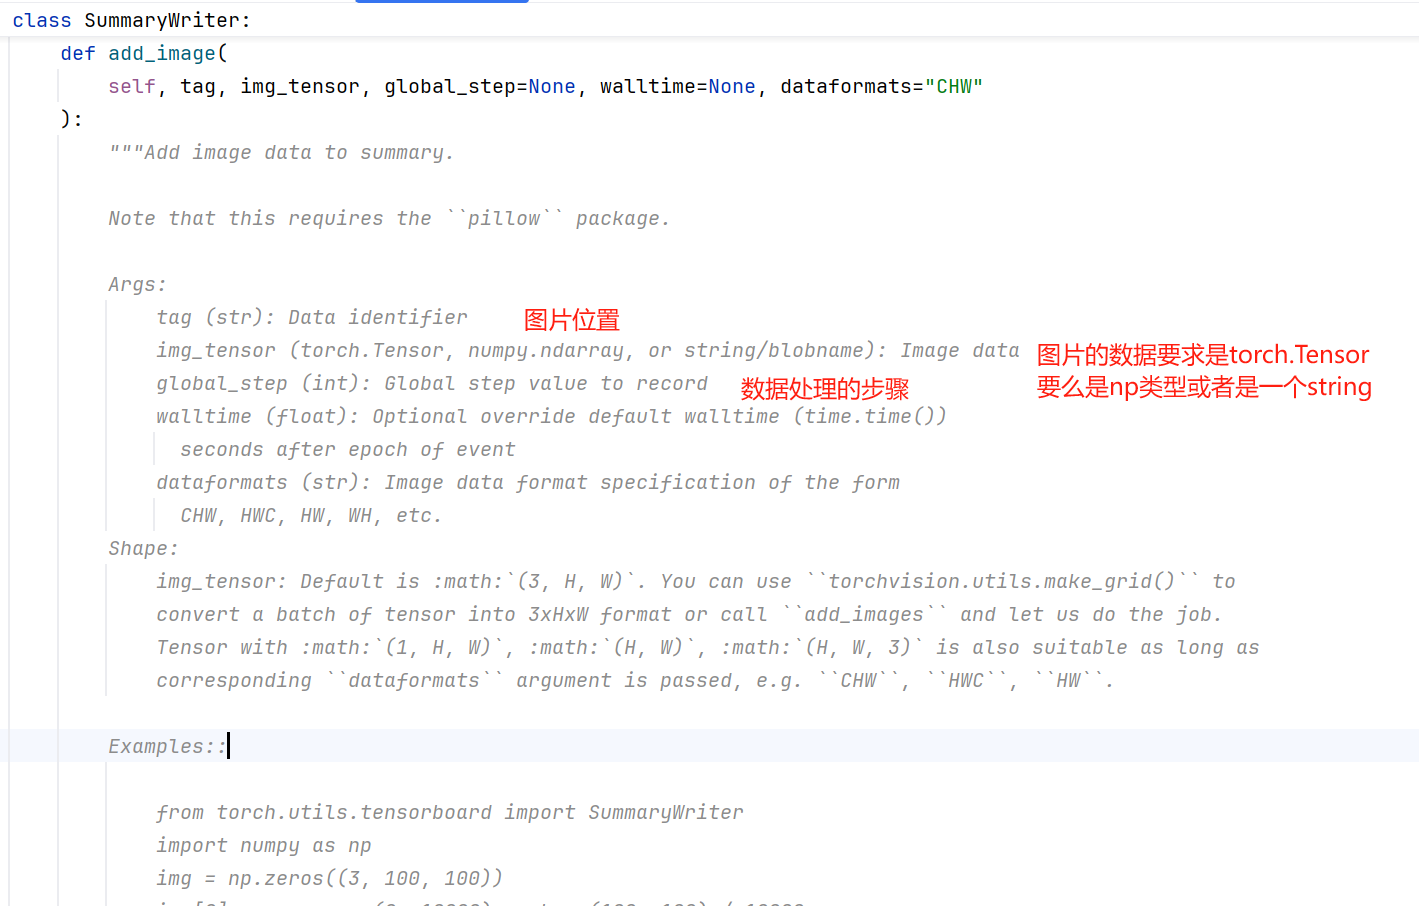 class SummaryWriter:
def add_image(
self, tag, img_tensor, global_step=None, walltime=None, dataformats="CHW"
):
"""Add image data to summary.
Note that this requires the ``pillow`` package.
Args:
tag (str): Data identifier 图片位置
img_tensor (torch.Tensor, numpy.ndarray, or string/blobname): Image data 图片的数据要求是torch.Tensor
global_step (int): Global step value to record 数据处理的步骤 要么是np类型或者是一个string
walltime (float): Optional override default walltime (time.time())
seconds after epoch of event
dataformats (str): Image data format specification of the form
CHW, HWC, HW, WH, etc.
Shape:
img_tensor: Default is :math:`(3, H, W)`. You can use ``torchvision.utils.make_grid()`` to
convert a batch of tensor into 3xHxW format or call ``add_images`` and let us do the job.
Tensor with :math:`(1, H, W)`, :math:`(H, W)`, :math:`(H, W, 3)` is also suitable as long as
corresponding ``dataformats`` argument is passed, e.g. ``CHW``, ``HWC``, ``HW``.
Examples::
from torch.utils.tensorboard import SummaryWriter
import numpy as np
img = np.zeros((3, 100, 100))